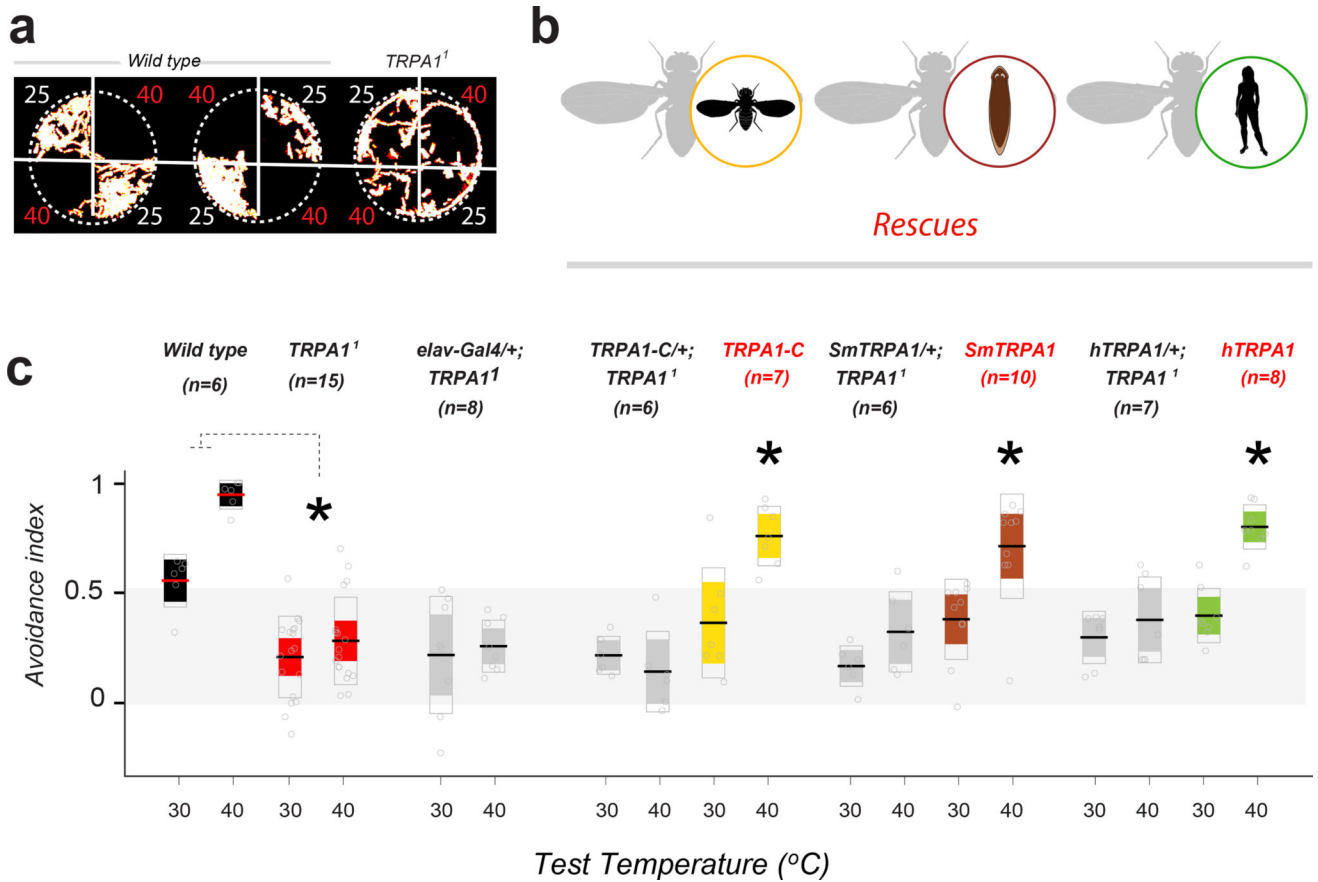 a
Wild type
TRPA1¹
25 40 40 25
40 25 25 40 40 25
b
Rescues
c
Wild type
(n=6)
TRPA1¹
(n=15)
elav-Gal4/+;
TRPA1¹
(n=8)
TRPA1-C/+;
TRPA1¹
(n=6)
TRPA1-C
(n=7)
SmTRPA1/+;
TRPA1¹
(n=6)
SmTRPA1
(n=10)
hTRPA1/+;
TRPA1¹
(n=7)
hTRPA1
(n=8)
* * * *
Avoidance index
1
0.5
0
30 40 30 40 30 40 30 40 30 40 30 40 30 40 30 40 30 40
Test Temperature (°C)